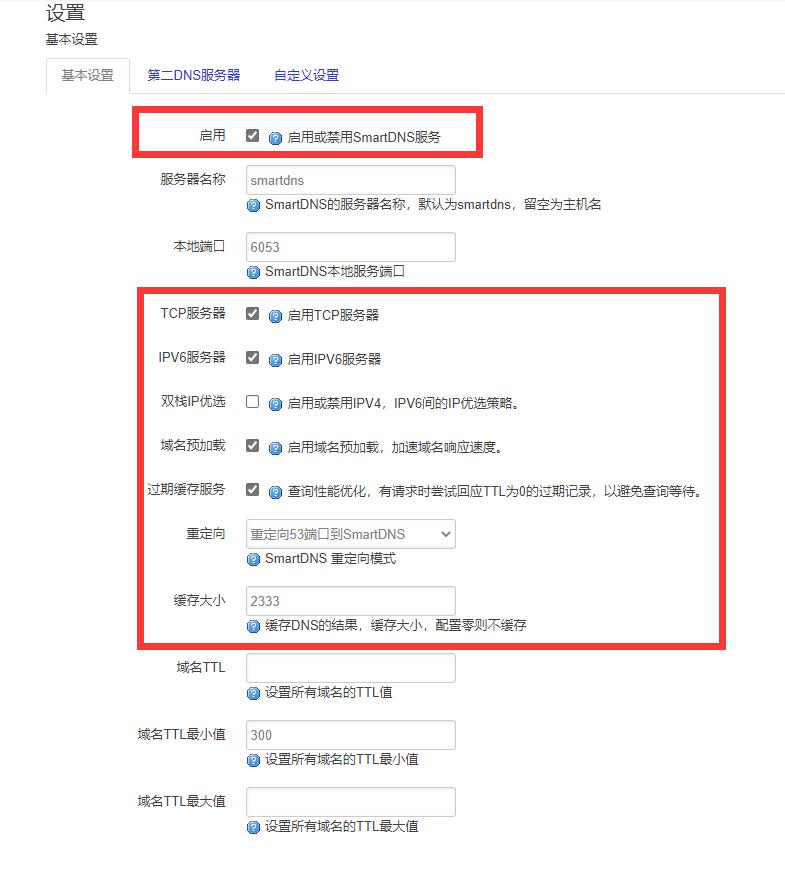 设置
基本设置
基本设置 第二DNS服务器 自定义设置
启用 启用或禁用SmartDNS服务
服务器名称 smartdns
SmartDNS的服务器名称，默认为smartdns，留空为主机名
本地端口 6053
SmartDNS本地服务端口
TCP服务器 启用TCP服务器
IPV6服务器 启用IPV6服务器
双栈IP优选 启用或禁用IPV4，IPV6间的IP优选策略。
域名预加载 启用域名预加载，加速域名响应速度。
过期缓存服务 查询性能优化，有请求时尝试回应TTL为0的过期记录，以避免查询等待。
重定向 重定向53端口到SmartDNS
SmartDNS 重定向模式
缓存大小 2333
缓存DNS的结果，缓存大小，配置零则不缓存
域名TTL
设置所有域名的TTL值
域名TTL最小值 300
设置所有域名的TTL最小值
域名TTL最大值
设置所有域名的TTL最大值